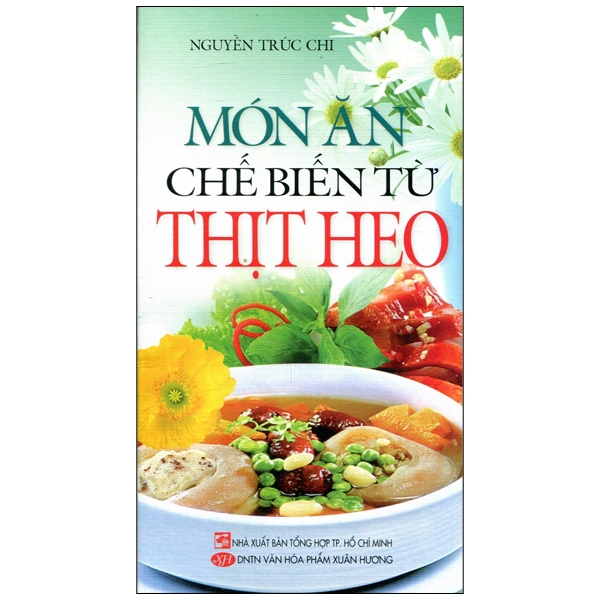 NGUYỄN TRÚC CHI
MÓN ĂN
CHẾ BIẾN TỪ
THỊT HEO
NHÀ XUẤT BẢN TỔNG HỢP TP. HỒ CHÍ MINH
XH DNTN VĂN HÓA PHẨM XUÂN HƯƠNG